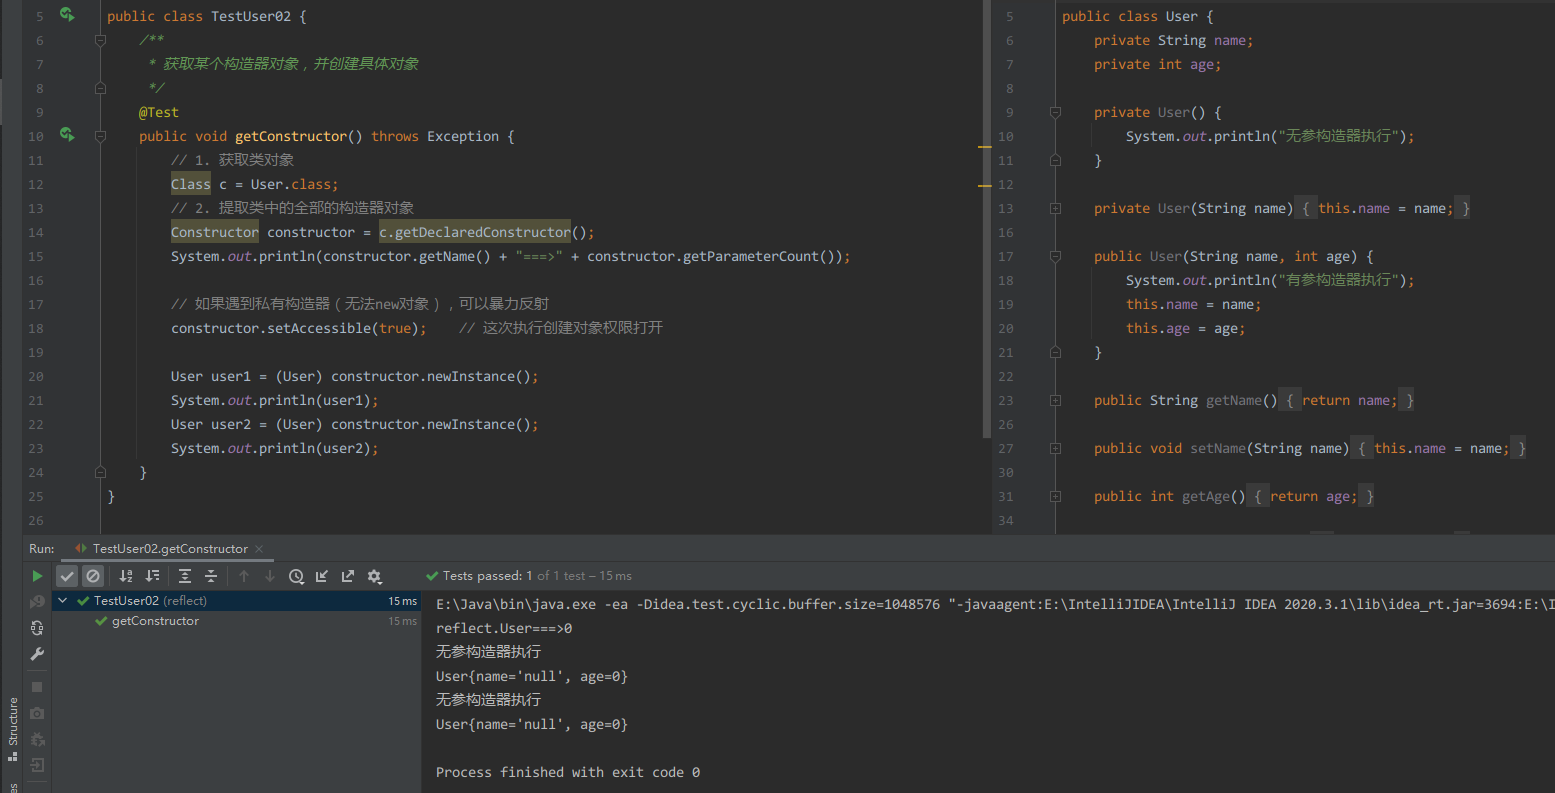 5 public class TestUser02 {
6 /**
7 * 获取某个构造器对象，并创建具体对象
8 */
9 @Test
10 public void getConstructor() throws Exception {
11 // 1. 获取类对象
12 Class c = User.class;
13 // 2. 提取类中的全部的构造器对象
14 Constructor constructor = c.getDeclaredConstructor();
15 System.out.println(constructor.getName() + "===>" + constructor.getParameterCount());
16
17 // 如果遇到私有构造器（无法new对象），可以暴力反射
18 constructor.setAccessible(true); // 这次执行创建对象权限打开
19
20 User user1 = (User) constructor.newInstance();
21 System.out.println(user1);
22 User user2 = (User) constructor.newInstance();
23 System.out.println(user2);
24 }
25 }
26
5 public class User {
6 private String name;
7 private int age;
8
9 private User() {
10 System.out.println("无参构造器执行");
11 }
12
13 private User(String name) { this.name = name; }
16
17 public User(String name, int age) {
18 System.out.println("有参构造器执行");
19 this.name = name;
20 this.age = age;
21 }
22
23 public String getName() { return name; }
26
27 public void setName(String name) { this.name = name; }
30
31 public int getAge() { return age; }
34
Run: TestUser02.getConstructor
Tests passed: 1 of 1 test – 15 ms
TestUser02 (reflect) 15 ms
getConstructor 15 ms
E:\Java\bin\java.exe -ea -Didea.test.cyclic.buffer.size=1048576 "-javaagent:E:\IntelliJIDEA\IntelliJ IDEA 2020.3.1\lib\idea_rt.jar=3694:E:\I
reflect.User===>0
无参构造器执行
User{name='null', age=0}
无参构造器执行
User{name='null', age=0}
Process finished with exit code 0
Structure